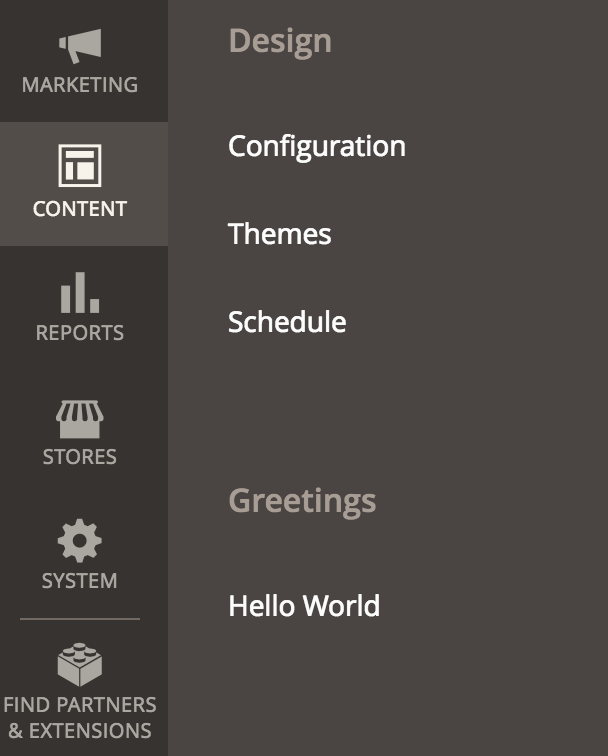 MARKETING
CONTENT
REPORTS
STORES
SYSTEM
FIND PARTNERS
& EXTENSIONS
Design
Configuration
Themes
Schedule
Greetings
Hello World